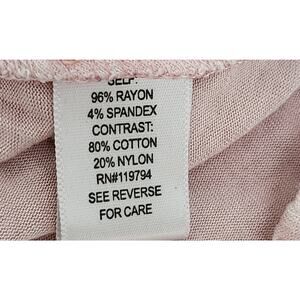 SELF:
96% RAYON
4% SPANDEX
CONTRAST:
80% COTTON
20% NYLON
RN#119794
SEE REVERSE
FOR CARE